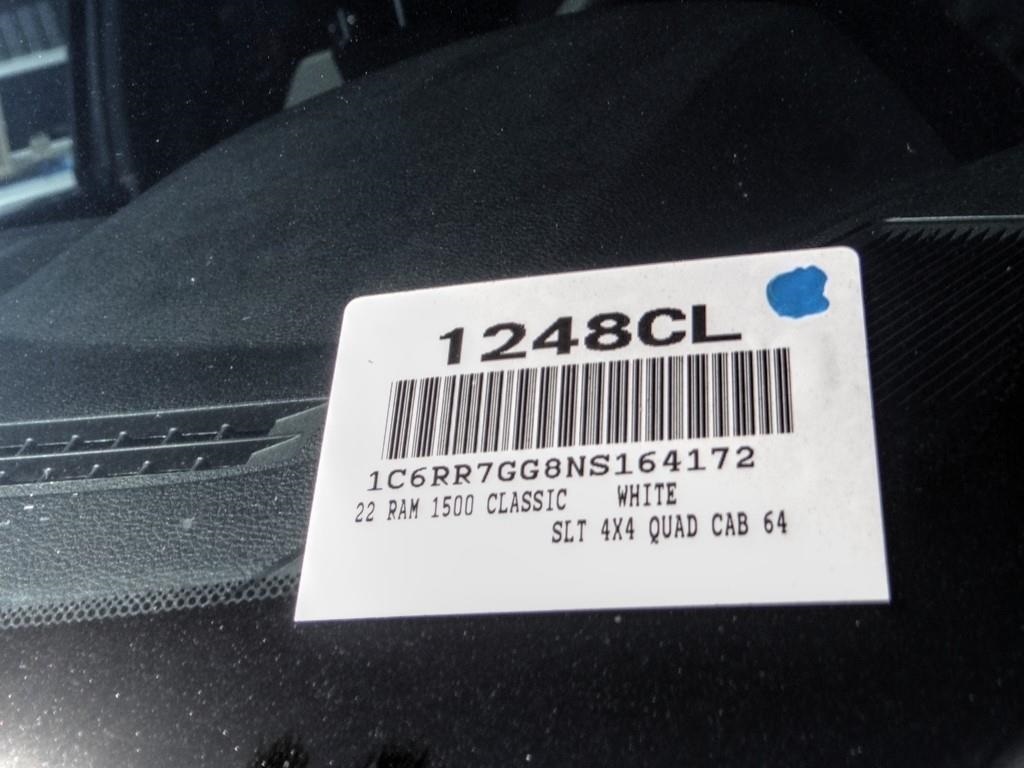 1248CL
1C6RR7GG8NS164172
22 RAM 1500 CLASSIC WHITE
SLT 4X4 QUAD CAB 64